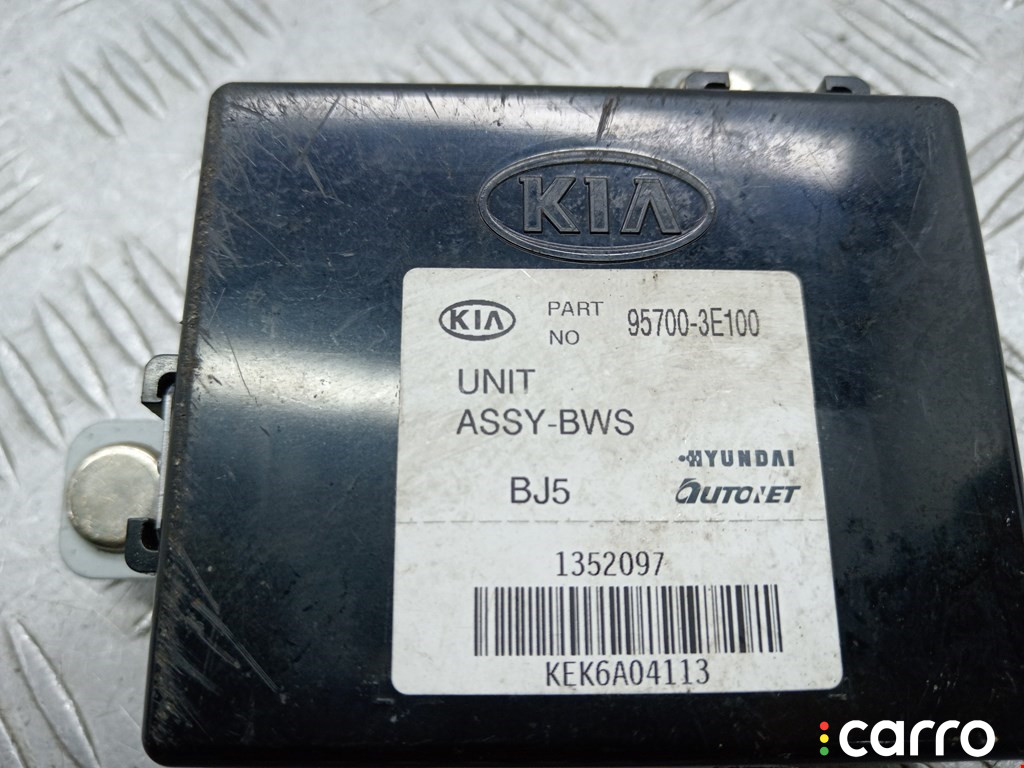 KIA
KIA PART NO 95700-3E100
UNIT
ASSY-BWS
BJ5
HYUNDAI
AUTONET
1352097
KEK6A04113
carro